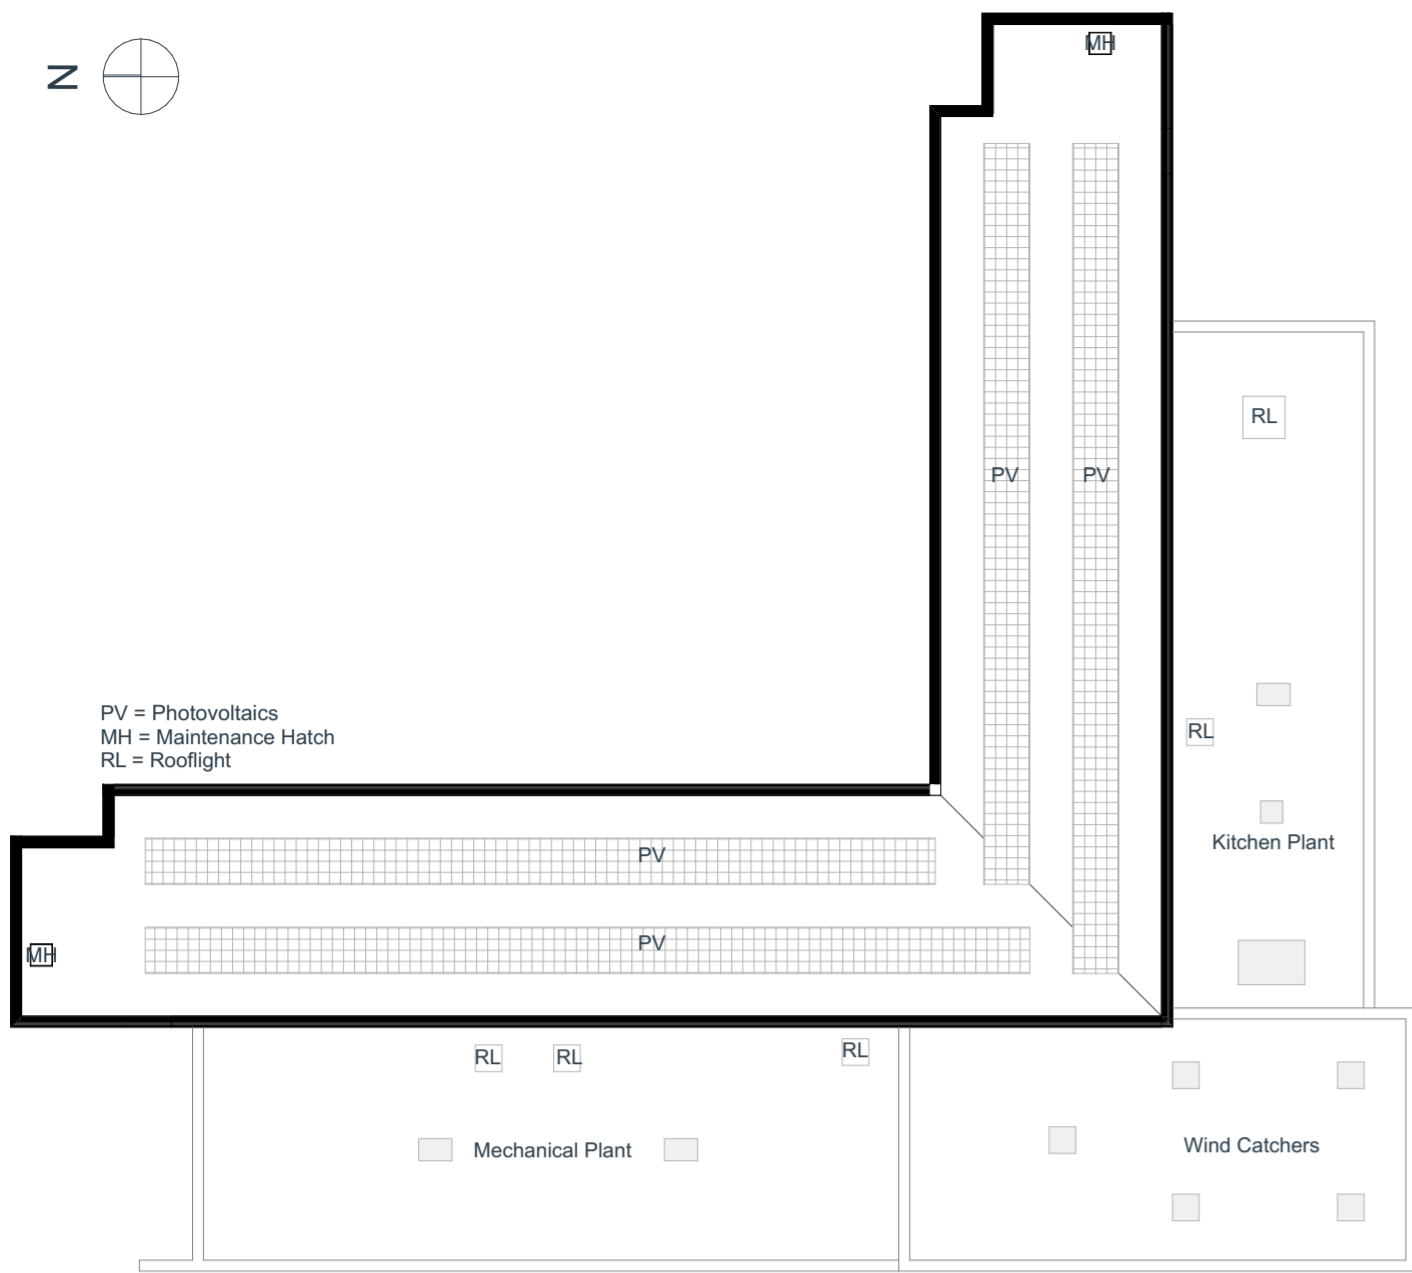 MH
N
RL
PV PV
PV = Photovoltaics
MH = Maintenance Hatch
RL = Rooflight
RL
Kitchen Plant
PV
PV
MH
RL RL RL
Mechanical Plant
Wind Catchers